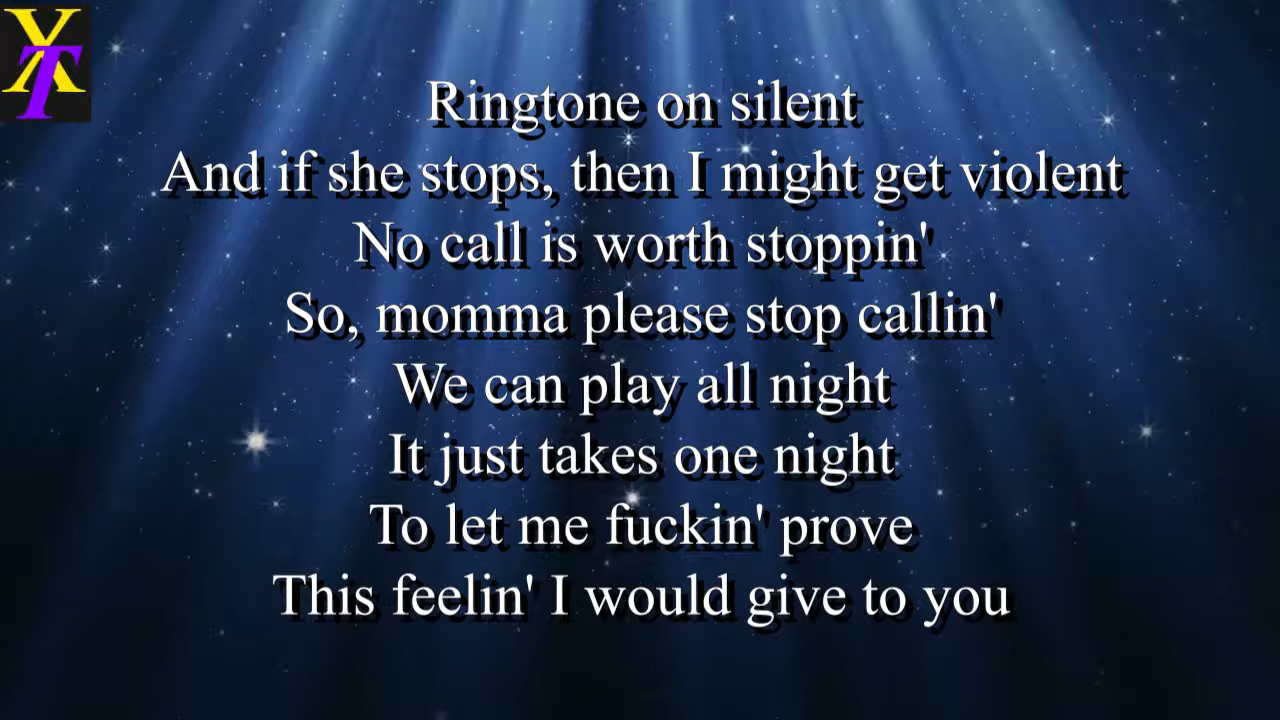 XT
Ringtone on silent
And if she stops, then I might get violent
No call is worth stoppin'
So, momma please stop callin'
We can play all night
It just takes one night
To let me fuckin' prove
This feelin' I would give to you